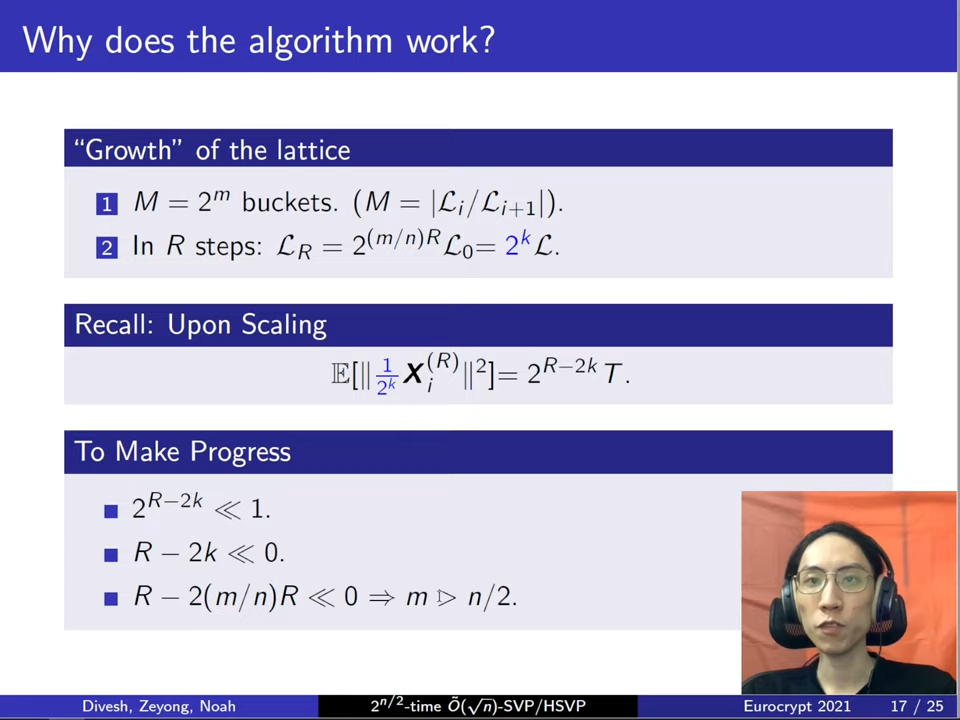 Why does the algorithm work?
“Growth” of the lattice
1 M = 2^m buckets. (M = |ℒ_i/ℒ_{i+1}|).
2 In R steps: ℒ_R = 2^{(m/n)R}ℒ_0 = 2^kℒ.
Recall: Upon Scaling
𝔼[‖ 1/2^k X_i^{(R)} ‖²] = 2^{R−2k} T.
To Make Progress
2^{R−2k} ≪ 1.
R − 2k ≪ 0.
R − 2(m/n)R ≪ 0 ⇒ m ⊳ n/2.
Divesh, Zeyong, Noah 2^{n/2}-time Õ(√n)-SVP/HSVP Eurocrypt 2021 17 / 25